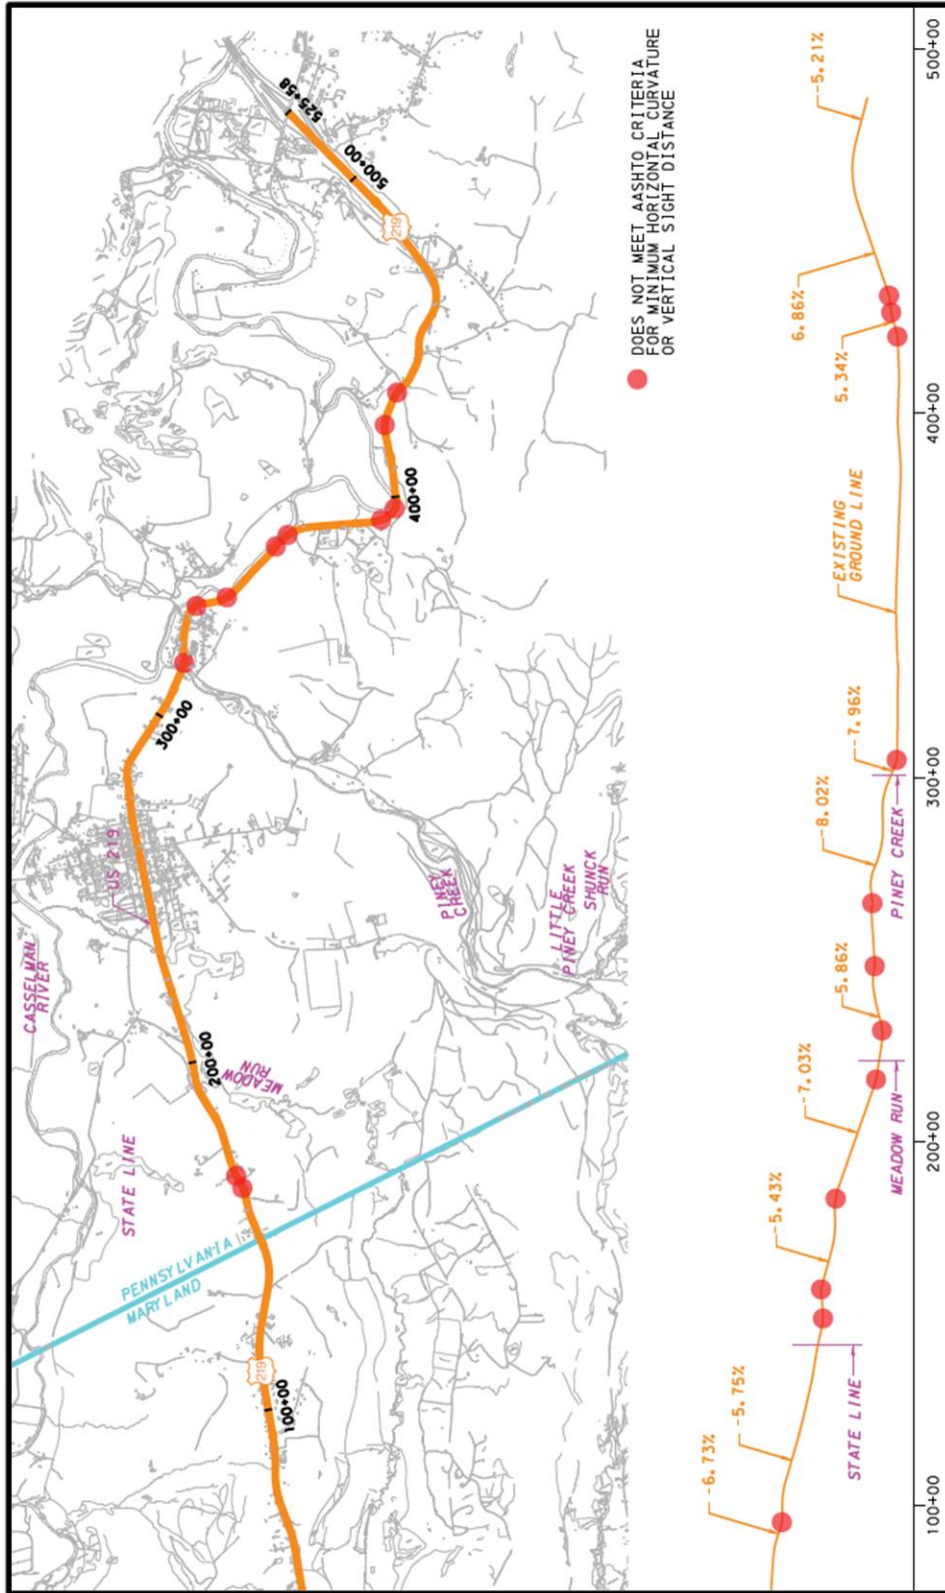 CASSELMAN
RIVER
US 219
STATE LINE
PENNSYLVANIA
MARYLAND
219
100+00
200+00
MEADOW
RUN
300+00
PINEY
CREEK
LITTLE
PINEY CREEK
SHUNCK
RUN
400+00
219
500+00
525+58
DOES NOT MEET AASHTO CRITERIA
FOR MINIMUM HORIZONTAL CURVATURE
OR VERTICAL SIGHT DISTANCE
-6.73%
-5.75%
STATE LINE
-5.43%
-7.03%
MEADOW RUN
5.86%
-8.02%
PINEY CREEK
-7.96%
EXISTING
GROUND LINE
5.34%
6.86%
-5.21%
100+00
200+00
300+00
400+00
500+00